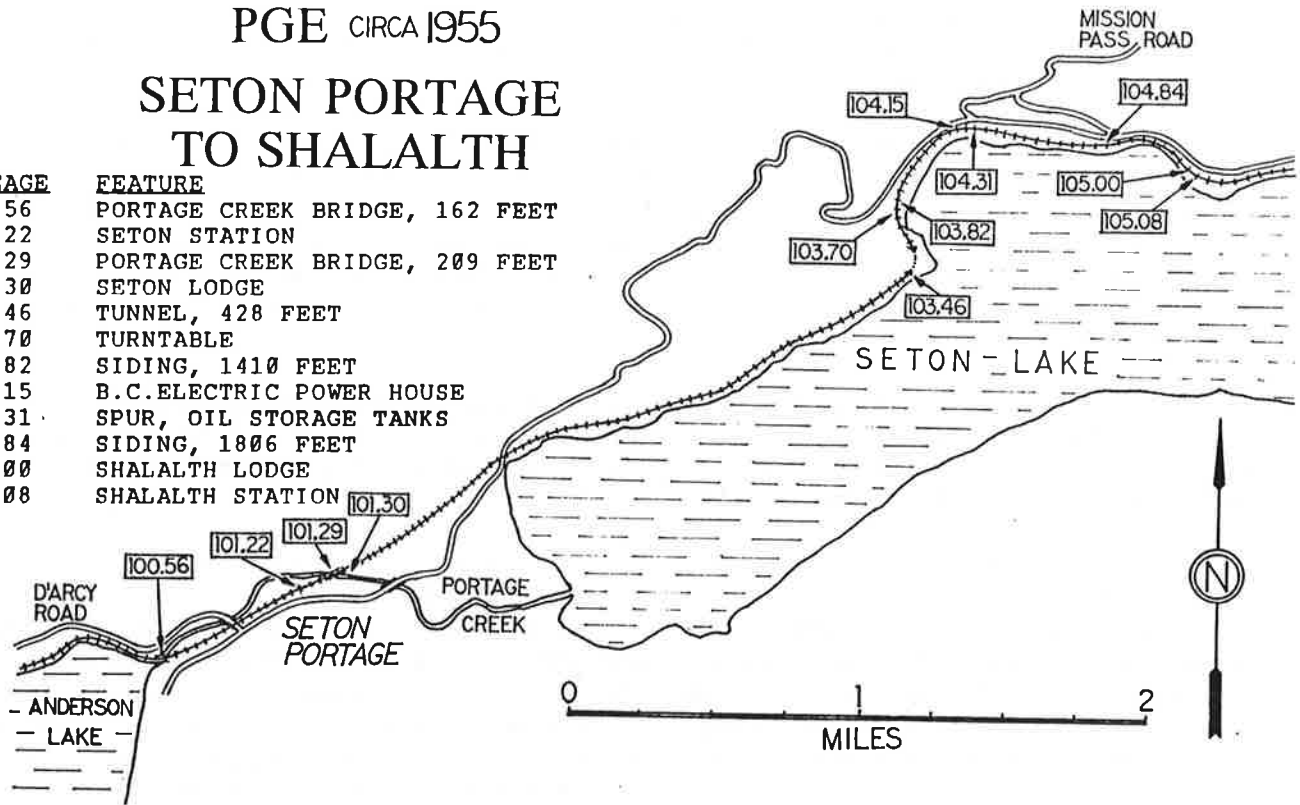 PGE CIRCA 1955
SETON PORTAGE
TO SHALALTH
EAGE FEATURE
56 PORTAGE CREEK BRIDGE, 162 FEET
22 SETON STATION
29 PORTAGE CREEK BRIDGE, 209 FEET
30 SETON LODGE
46 TUNNEL, 428 FEET
70 TURNTABLE
82 SIDING, 1410 FEET
15 B.C.ELECTRIC POWER HOUSE
31 SPUR, OIL STORAGE TANKS
84 SIDING, 1806 FEET
00 SHALALTH LODGE
08 SHALALTH STATION
MISSION
PASS ROAD
104.15
104.84
104.31
105.00
105.08
103.82
103.70
103.46
SETON-LAKE
101.30
101.29
101.22
100.56
D'ARCY
ROAD
PORTAGE
CREEK
SETON
PORTAGE
ANDERSON
LAKE
0 1 2
MILES
N